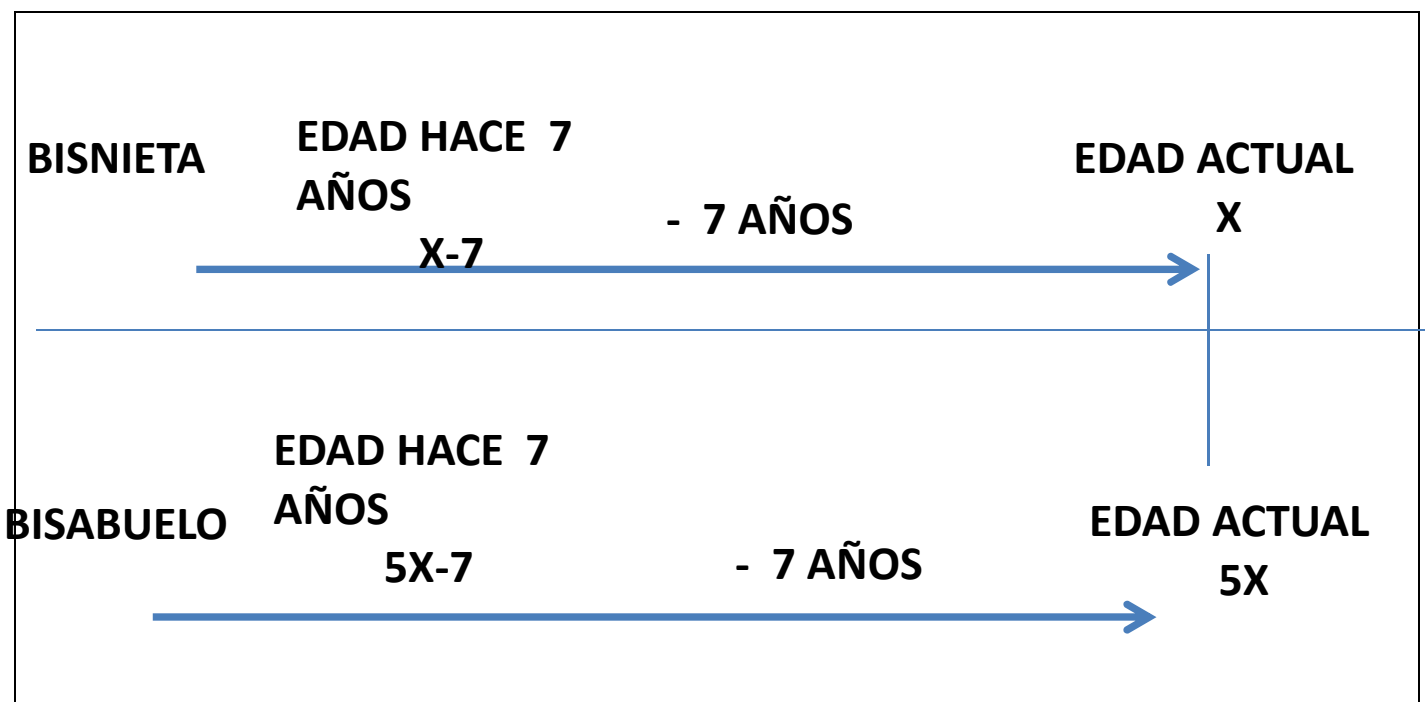 BISNIETA
EDAD HACE 7
AÑOS
X-7
- 7 AÑOS
EDAD ACTUAL
X
BISABUELO
EDAD HACE 7
AÑOS
5X-7
- 7 AÑOS
EDAD ACTUAL
5X